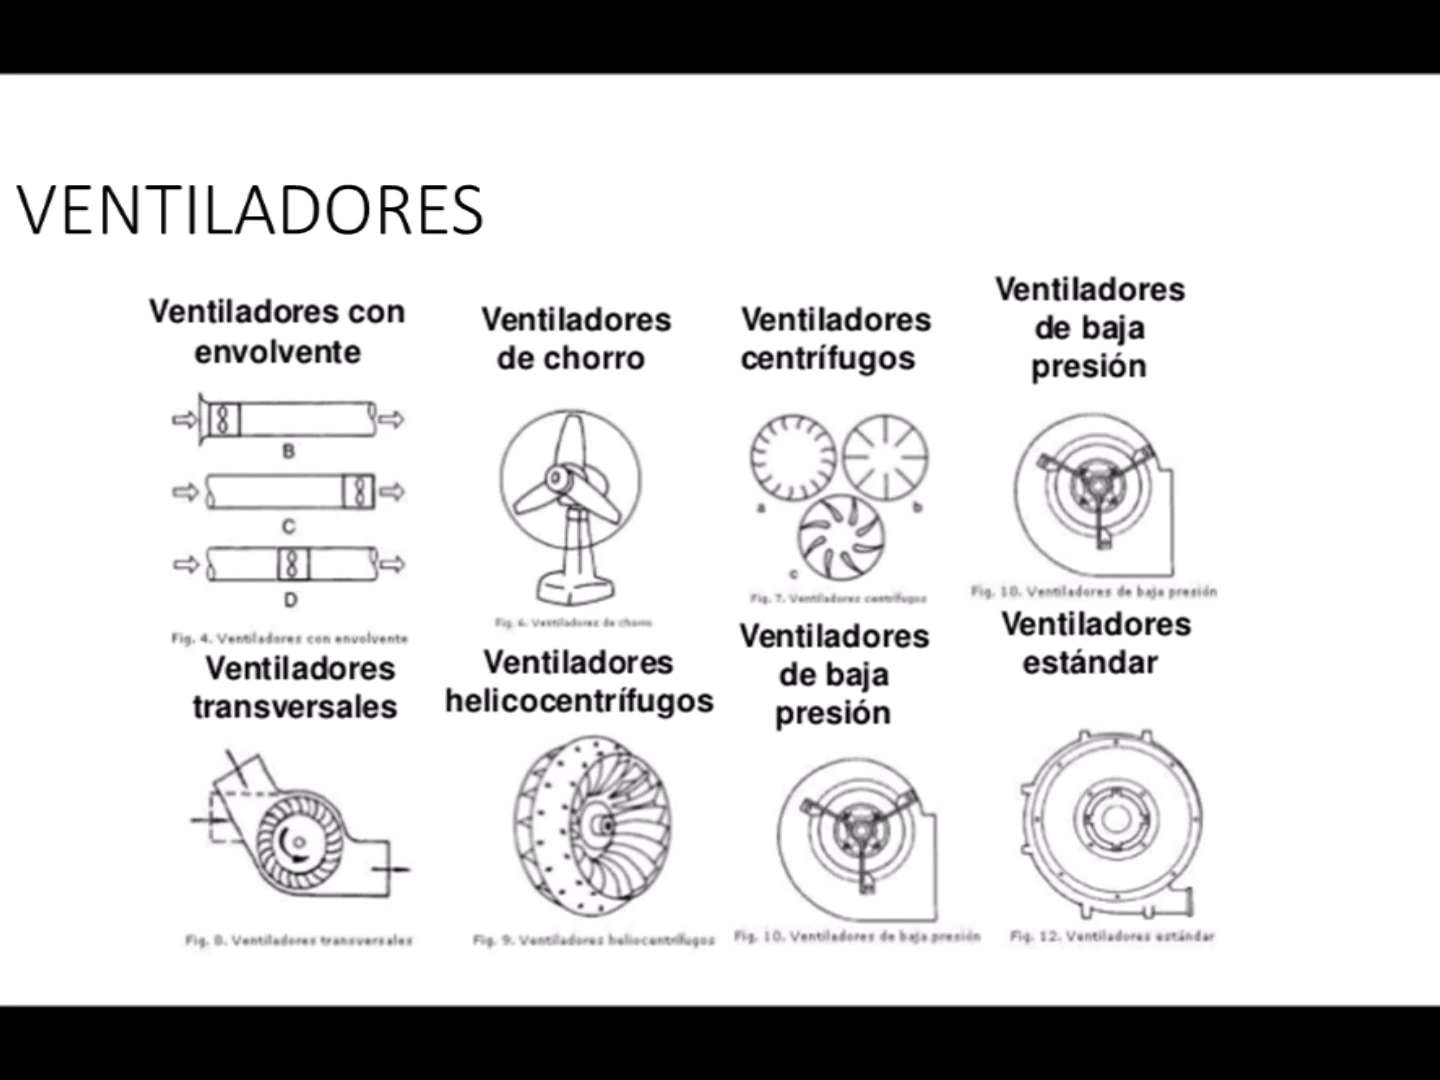 VENTILADORES
Ventiladores con
envolvente
B
C
D
Fig. 4. Ventiladores con envolvente
Ventiladores
de chorro
Fig. 6. Ventiladores de chorro
Ventiladores
centrífugos
a
b
c
Fig. 7. Ventiladores centrífugos
Ventiladores
de baja
presión
Fig. 10. Ventiladores de baja presión
Ventiladores
transversales
Fig. 8. Ventiladores transversales
Ventiladores
helicocentrífugos
Fig. 9. Ventiladores heliocentrífugos
Ventiladores
de baja
presión
Fig. 10. Ventiladores de baja presión
Ventiladores
estándar
Fig. 12. Ventiladores estándar